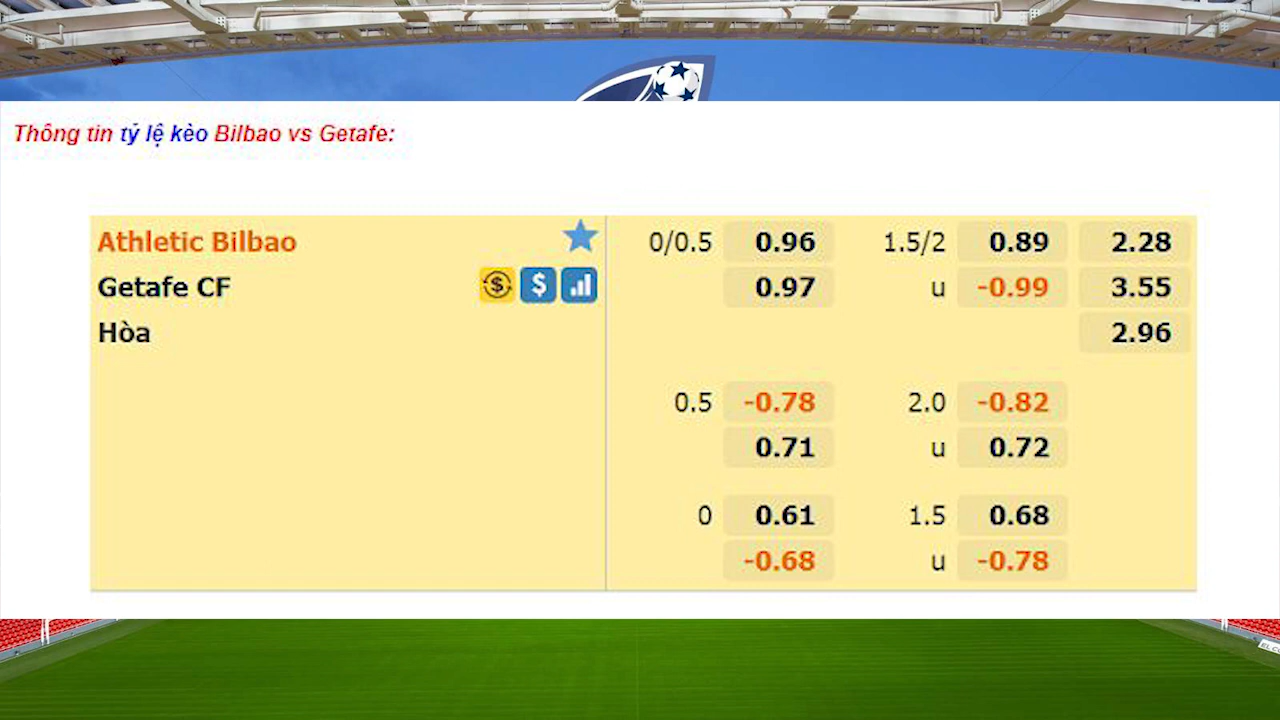 Thông tin tỷ lệ kèo Bilbao vs Getafe:
Athletic Bilbao 0/0.5 0.96 1.5/2 0.89 2.28
Getafe CF $ $ 0.97 u -0.99 3.55
Hòa 2.96
0.5 -0.78 2.0 -0.82
0.71 u 0.72
0 0.61 1.5 0.68
-0.68 u -0.78